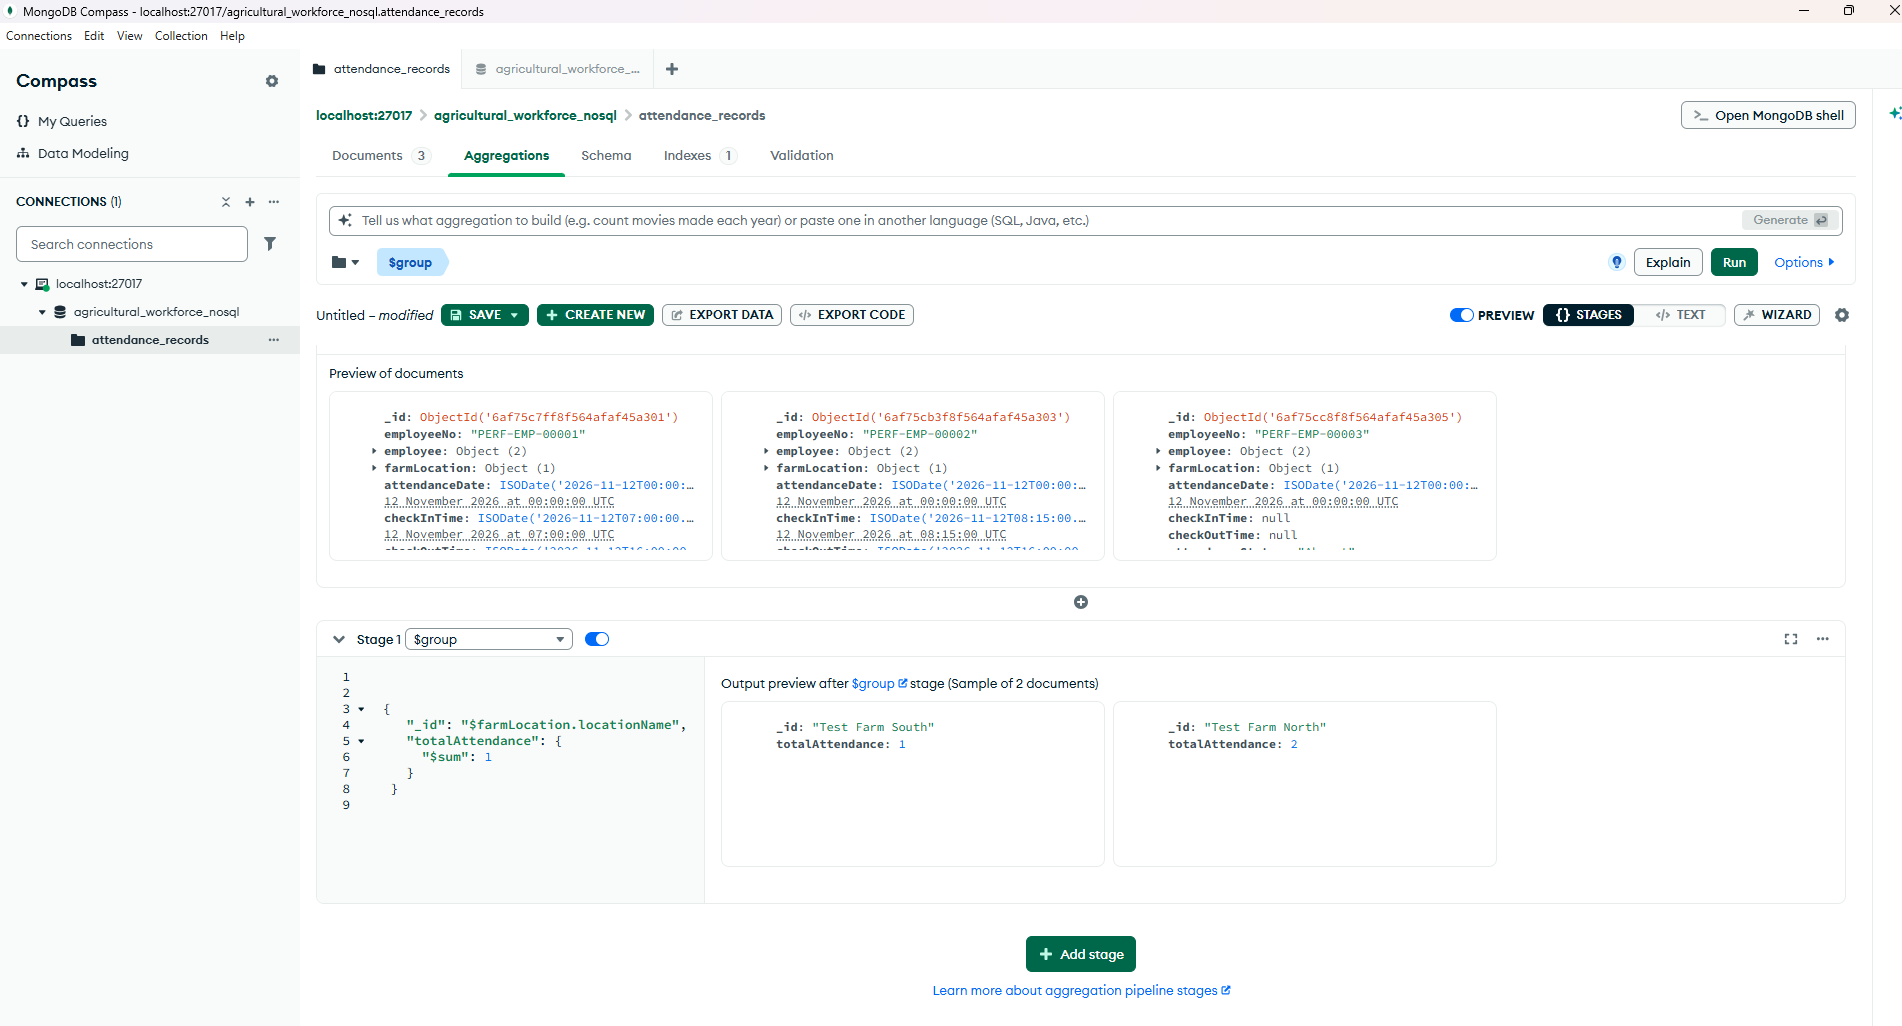 MongoDB Compass - localhost:27017/agricultural_workforce_nosql.attendance_records
Connections Edit View Collection Help
Compass
My Queries
Data Modeling
CONNECTIONS (1)
Search connections
localhost:27017
agricultural_workforce_nosql
attendance_records
attendance_records
agricultural_workforce_...
localhost:27017 > agricultural_workforce_nosql > attendance_records
>_ Open MongoDB shell
Documents 3 Aggregations Schema Indexes 1 Validation
Tell us what aggregation to build (e.g. count movies made each year) or paste one in another language (SQL, Java, etc.)
Generate
$group
Explain Run Options
Untitled – modified SAVE + CREATE NEW EXPORT DATA </> EXPORT CODE
PREVIEW {} STAGES </> TEXT WIZARD
Preview of documents
_id: ObjectId('6af75c7ff8f564afaf45a301')
employeeNo: "PERF-EMP-00001"
employee: Object (2)
farmLocation: Object (1)
attendanceDate: ISODate('2026-11-12T00:00:…
12 November 2026 at 00:00:00 UTC
checkInTime: ISODate('2026-11-12T07:00:00.…
12 November 2026 at 07:00:00 UTC
_id: ObjectId('6af75cb3f8f564afaf45a303')
employeeNo: "PERF-EMP-00002"
employee: Object (2)
farmLocation: Object (1)
attendanceDate: ISODate('2026-11-12T00:00:…
12 November 2026 at 00:00:00 UTC
checkInTime: ISODate('2026-11-12T08:15:00.…
12 November 2026 at 08:15:00 UTC
_id: ObjectId('6af75cc8f8f564afaf45a305')
employeeNo: "PERF-EMP-00003"
employee: Object (2)
farmLocation: Object (1)
attendanceDate: ISODate('2026-11-12T00:00:…
12 November 2026 at 00:00:00 UTC
checkInTime: null
checkOutTime: null
Stage 1 $group
1
2
3 {
4 "_id": "$farmLocation.locationName",
5 "totalAttendance": {
6 "$sum": 1
7 }
8 }
9
Output preview after $group stage (Sample of 2 documents)
_id: "Test Farm South"
totalAttendance: 1
_id: "Test Farm North"
totalAttendance: 2
+ Add stage
Learn more about aggregation pipeline stages